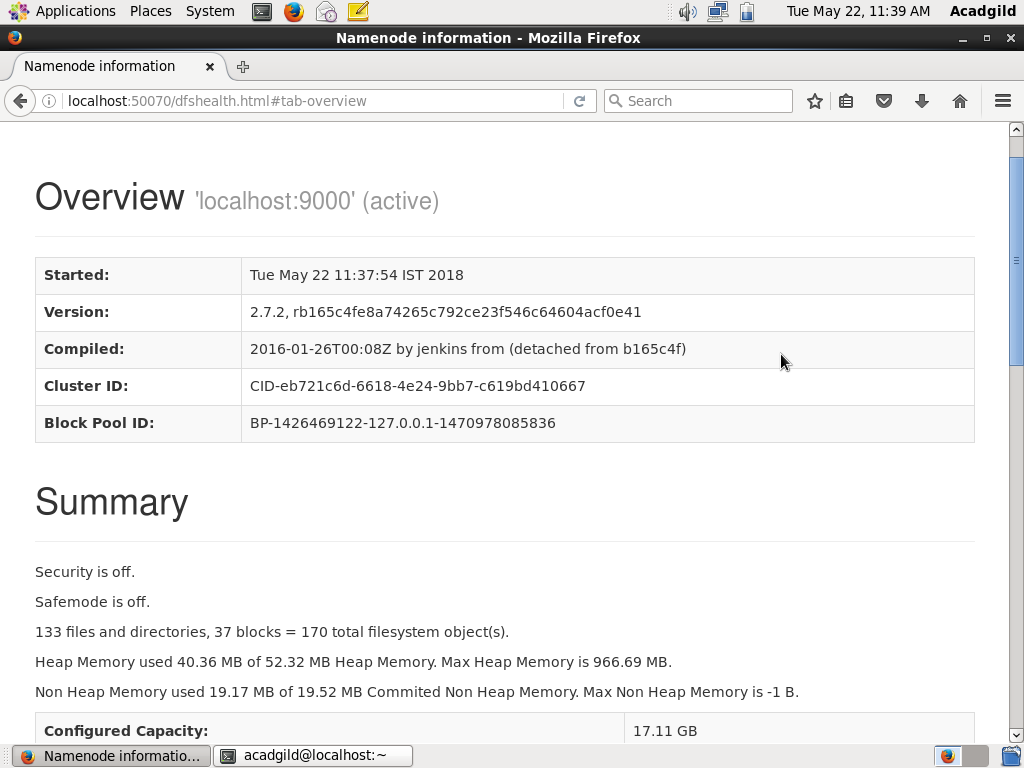 Applications Places System Tue May 22, 11:39 AM Acadgild
Namenode information - Mozilla Firefox
Namenode information
localhost:50070/dfshealth.html#tab-overview Search
Overview 'localhost:9000' (active)
Started: Tue May 22 11:37:54 IST 2018
Version: 2.7.2, rb165c4fe8a74265c792ce23f546c64604acf0e41
Compiled: 2016-01-26T00:08Z by jenkins from (detached from b165c4f)
Cluster ID: CID-eb721c6d-6618-4e24-9bb7-c619bd410667
Block Pool ID: BP-1426469122-127.0.0.1-1470978085836
Summary
Security is off.
Safemode is off.
133 files and directories, 37 blocks = 170 total filesystem object(s).
Heap Memory used 40.36 MB of 52.32 MB Heap Memory. Max Heap Memory is 966.69 MB.
Non Heap Memory used 19.17 MB of 19.52 MB Commited Non Heap Memory. Max Non Heap Memory is -1 B.
Configured Capacity: 17.11 GB
Namenode informatio... acadgild@localhost:~